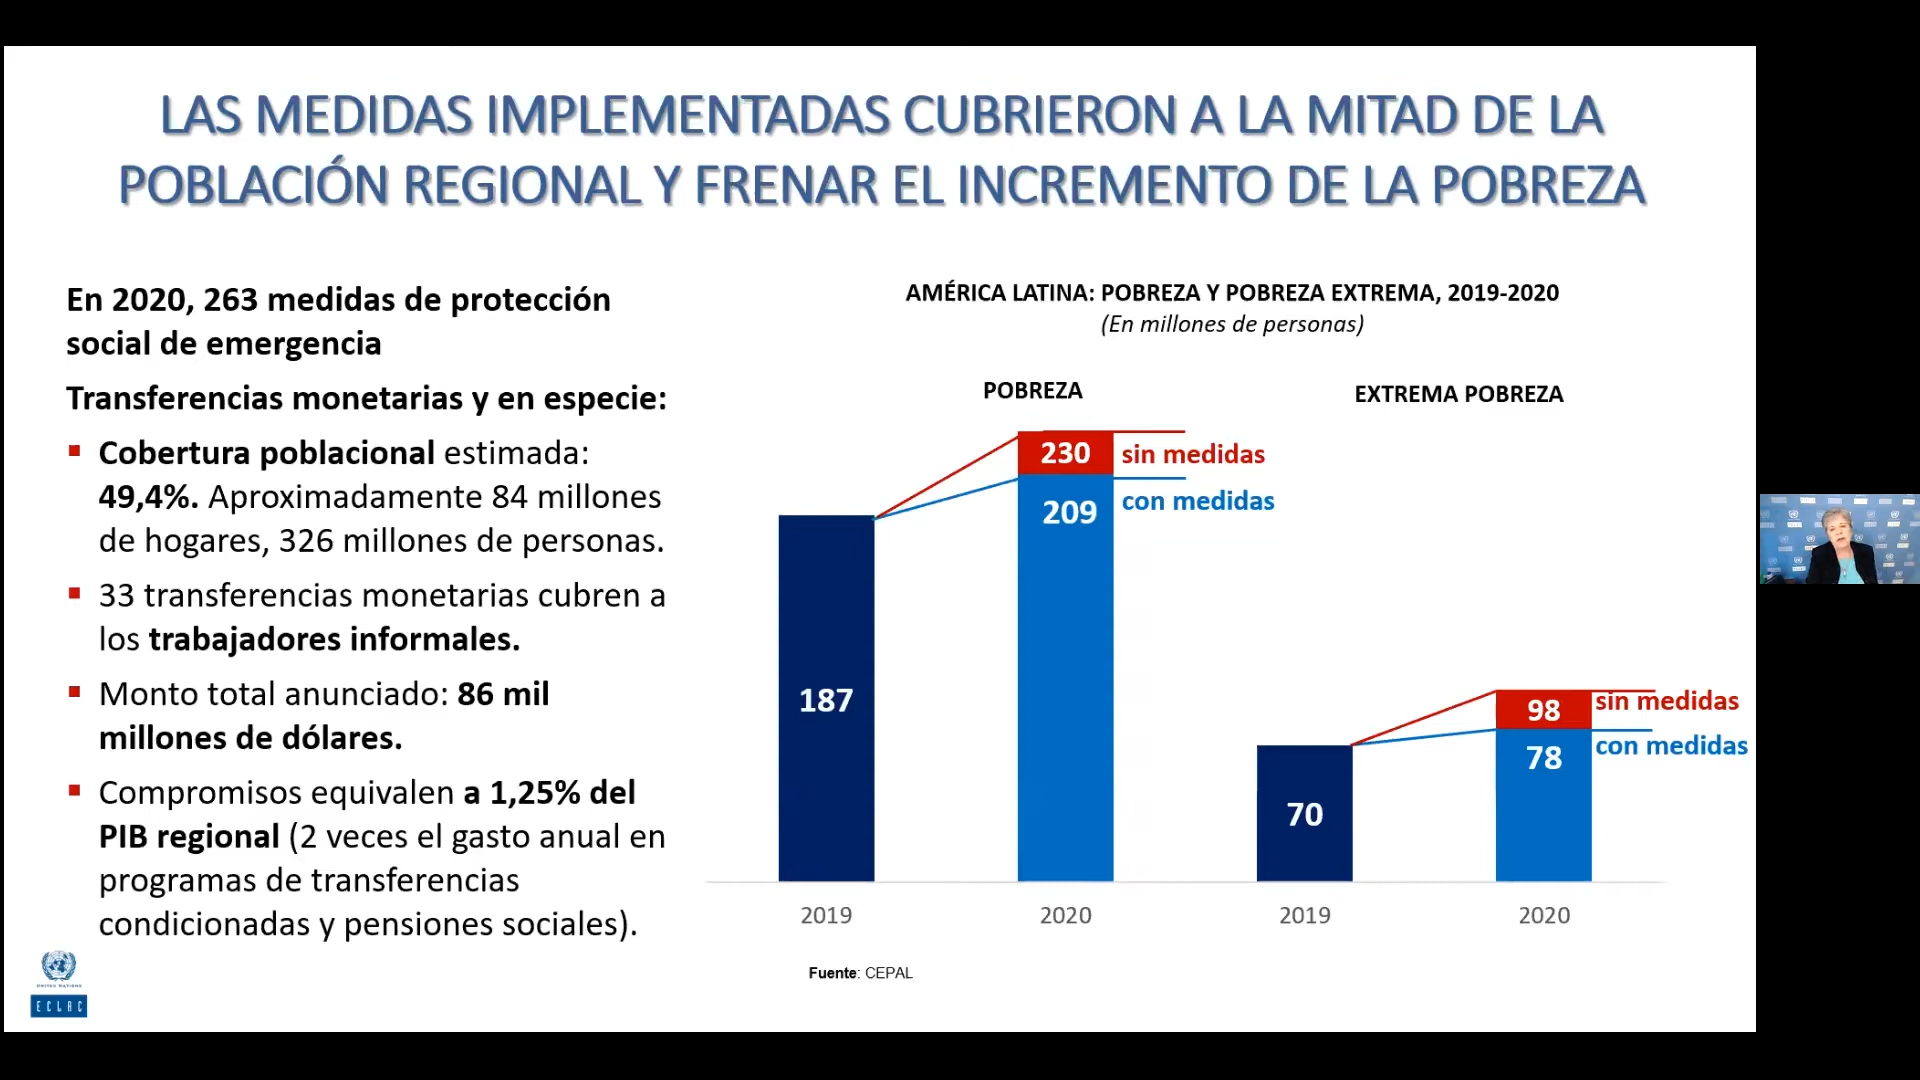 LAS MEDIDAS IMPLEMENTADAS CUBRIERON A LA MITAD DE LA
POBLACIÓN REGIONAL Y FRENAR EL INCREMENTO DE LA POBREZA
En 2020, 263 medidas de protección
social de emergencia
Transferencias monetarias y en especie:
▪ Cobertura poblacional estimada:
49,4%. Aproximadamente 84 millones
de hogares, 326 millones de personas.
▪ 33 transferencias monetarias cubren a
los trabajadores informales.
▪ Monto total anunciado: 86 mil
millones de dólares.
▪ Compromisos equivalen a 1,25% del
PIB regional (2 veces el gasto anual en
programas de transferencias
condicionadas y pensiones sociales).
UNITED NATIONS
ECLAC
AMÉRICA LATINA: POBREZA Y POBREZA EXTREMA, 2019-2020
(En millones de personas)
POBREZA
EXTREMA POBREZA
230
sin medidas
209
con medidas
187
98
sin medidas
78
con medidas
70
2019
2020
2019
2020
Fuente: CEPAL